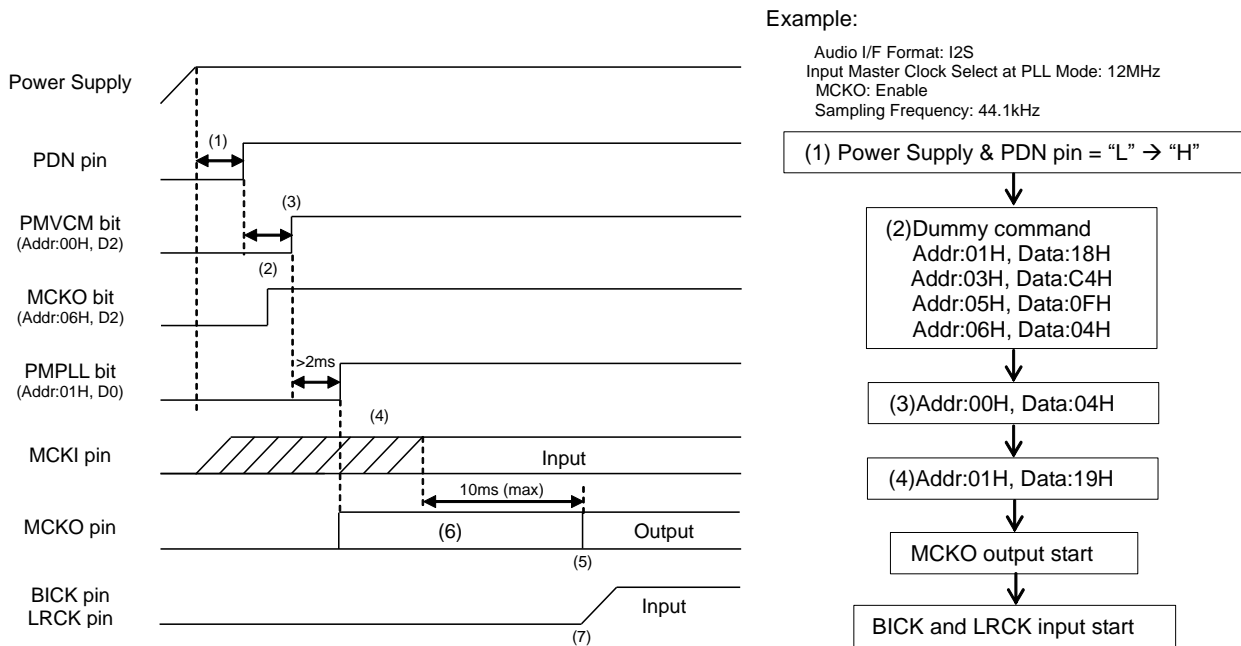 Example:
Audio I/F Format: I2S
Input Master Clock Select at PLL Mode: 12MHz
MCKO: Enable
Sampling Frequency: 44.1kHz
Power Supply
(1)
PDN pin
(3)
PMVCM bit
(Addr:00H, D2)
(2)
MCKO bit
(Addr:06H, D2)
>2ms
PMPLL bit
(Addr:01H, D0)
(4)
MCKI pin
Input
10ms (max)
MCKO pin
(6)
Output
(5)
BICK pin
LRCK pin
Input
(7)
(1) Power Supply & PDN pin = “L” → “H”
(2)Dummy command
Addr:01H, Data:18H
Addr:03H, Data:C4H
Addr:05H, Data:0FH
Addr:06H, Data:04H
(3)Addr:00H, Data:04H
(4)Addr:01H, Data:19H
MCKO output start
BICK and LRCK input start